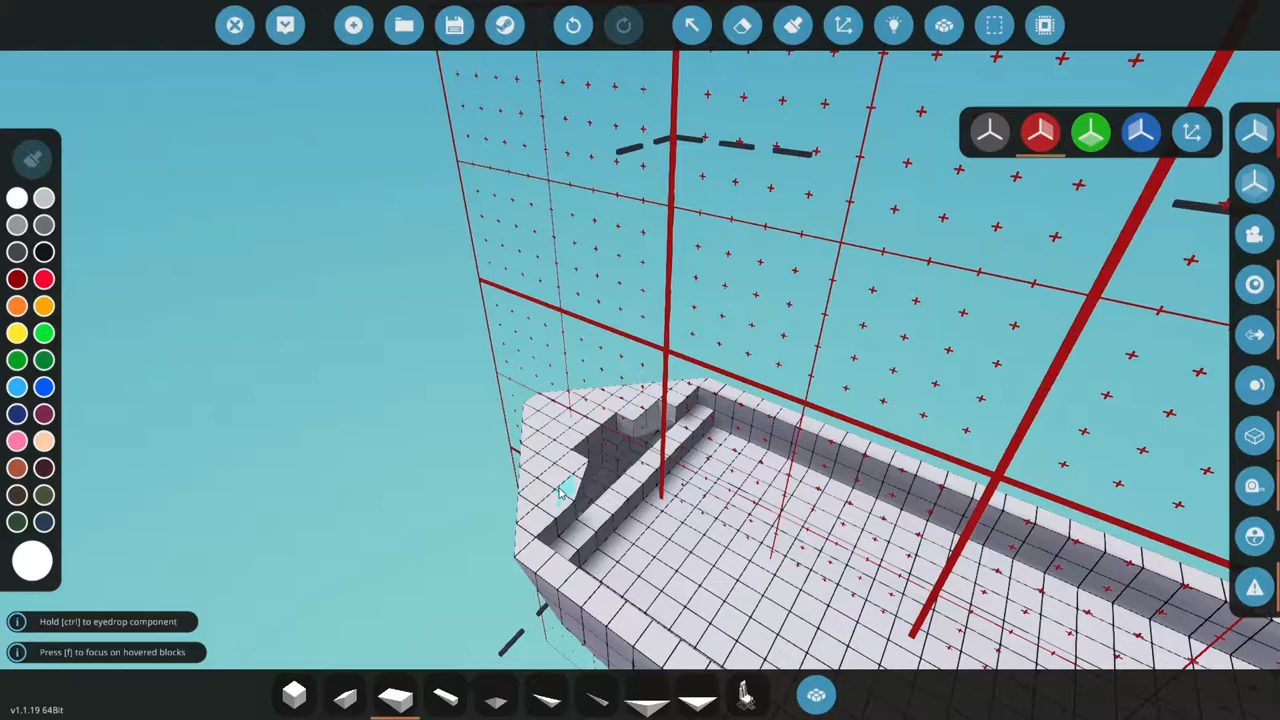 Hold [ctrl] to eyedrop component
Press [f] to focus on hovered blocks
v1.1.19 64Bit